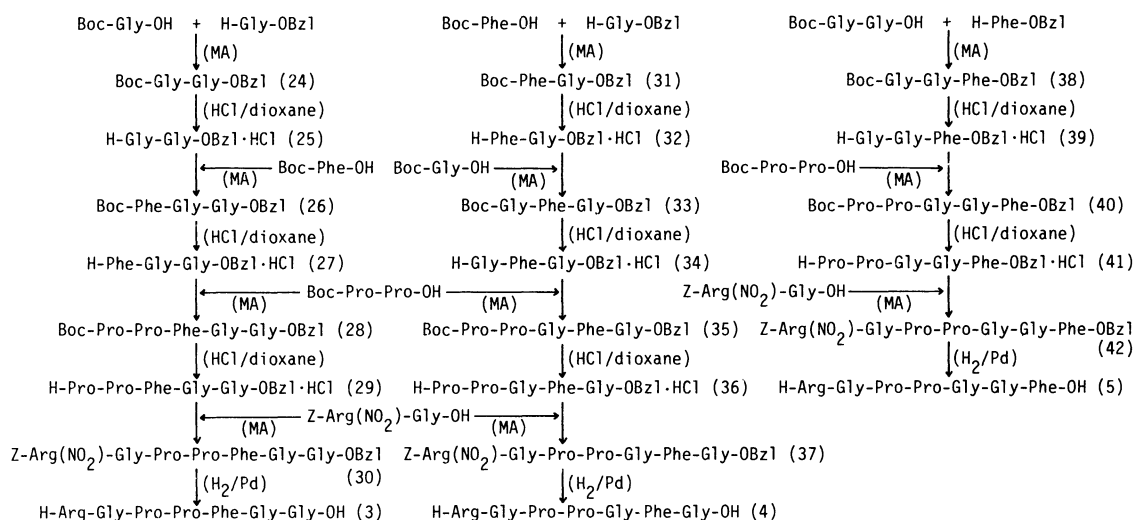 Boc-Gly-OH + H-Gly-OBzl Boc-Phe-OH + H-Gly-OBzl Boc-Gly-Gly-OH + H-Phe-OBzl
(MA) (MA) (MA)
Boc-Gly-Gly-OBzl (24) Boc-Phe-Gly-OBzl (31) Boc-Gly-Gly-Phe-OBzl (38)
(HCl/dioxane) (HCl/dioxane) (HCl/dioxane)
H-Gly-Gly-OBzl·HCl (25) H-Phe-Gly-OBzl·HCl (32) H-Gly-Gly-Phe-OBzl·HCl (39)
(MA) Boc-Phe-OH Boc-Gly-OH (MA) Boc-Pro-Pro-OH (MA)
Boc-Phe-Gly-Gly-OBzl (26) Boc-Gly-Phe-Gly-OBzl (33) Boc-Pro-Pro-Gly-Gly-Phe-OBzl (40)
(HCl/dioxane) (HCl/dioxane) (HCl/dioxane)
H-Phe-Gly-Gly-OBzl·HCl (27) H-Gly-Phe-Gly-OBzl·HCl (34) H-Pro-Pro-Gly-Gly-Phe-OBzl·HCl (41)
(MA) Boc-Pro-Pro-OH (MA) Z-Arg(NO2)-Gly-OH (MA)
Boc-Pro-Pro-Phe-Gly-Gly-OBzl (28) Boc-Pro-Pro-Gly-Phe-Gly-OBzl (35) Z-Arg(NO2)-Gly-Pro-Pro-Gly-Gly-Phe-OBzl (42)
(HCl/dioxane) (HCl/dioxane) (H2/Pd)
H-Pro-Pro-Phe-Gly-Gly-OBzl·HCl (29) H-Pro-Pro-Gly-Phe-Gly-OBzl·HCl (36) H-Arg-Gly-Pro-Pro-Gly-Gly-Phe-OH (5)
(MA) Z-Arg(NO2)-Gly-OH (MA)
Z-Arg(NO2)-Gly-Pro-Pro-Phe-Gly-Gly-OBzl (30) Z-Arg(NO2)-Gly-Pro-Pro-Gly-Phe-Gly-OBzl (37)
(H2/Pd) (H2/Pd)
H-Arg-Gly-Pro-Pro-Phe-Gly-Gly-OH (3) H-Arg-Gly-Pro-Pro-Gly-Phe-Gly-OH (4)